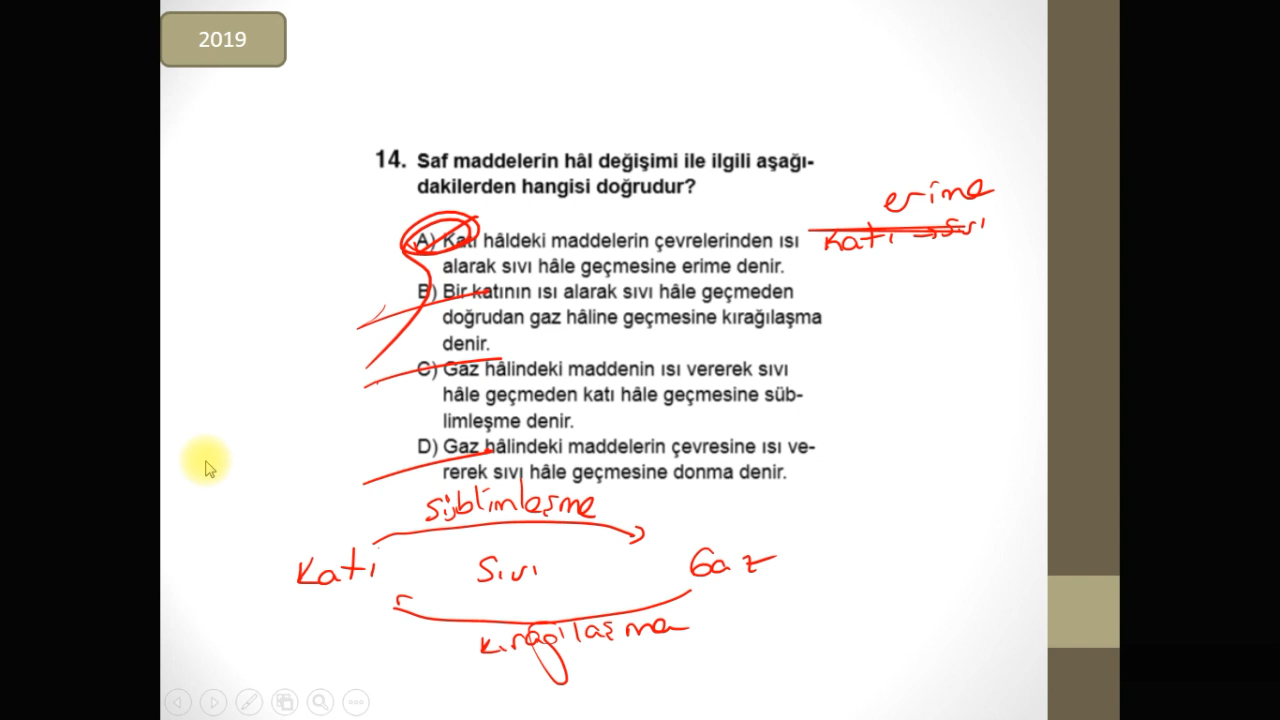 2019
14. Saf maddelerin hâl değişimi ile ilgili aşağı-
dakilerden hangisi doğrudur?
erime
katı → sıvı
A) Katı hâldeki maddelerin çevrelerinden ısı
alarak sıvı hâle geçmesine erime denir.
B) Bir katının ısı alarak sıvı hâle geçmeden
doğrudan gaz hâline geçmesine kırağılaşma
denir.
C) Gaz hâlindeki maddenin ısı vererek sıvı
hâle geçmeden katı hâle geçmesine süb-
limleşme denir.
D) Gaz hâlindeki maddelerin çevresine ısı ve-
rerek sıvı hâle geçmesine donma denir.
süblimleşme
Katı Sıvı Gaz
kırağılaşma